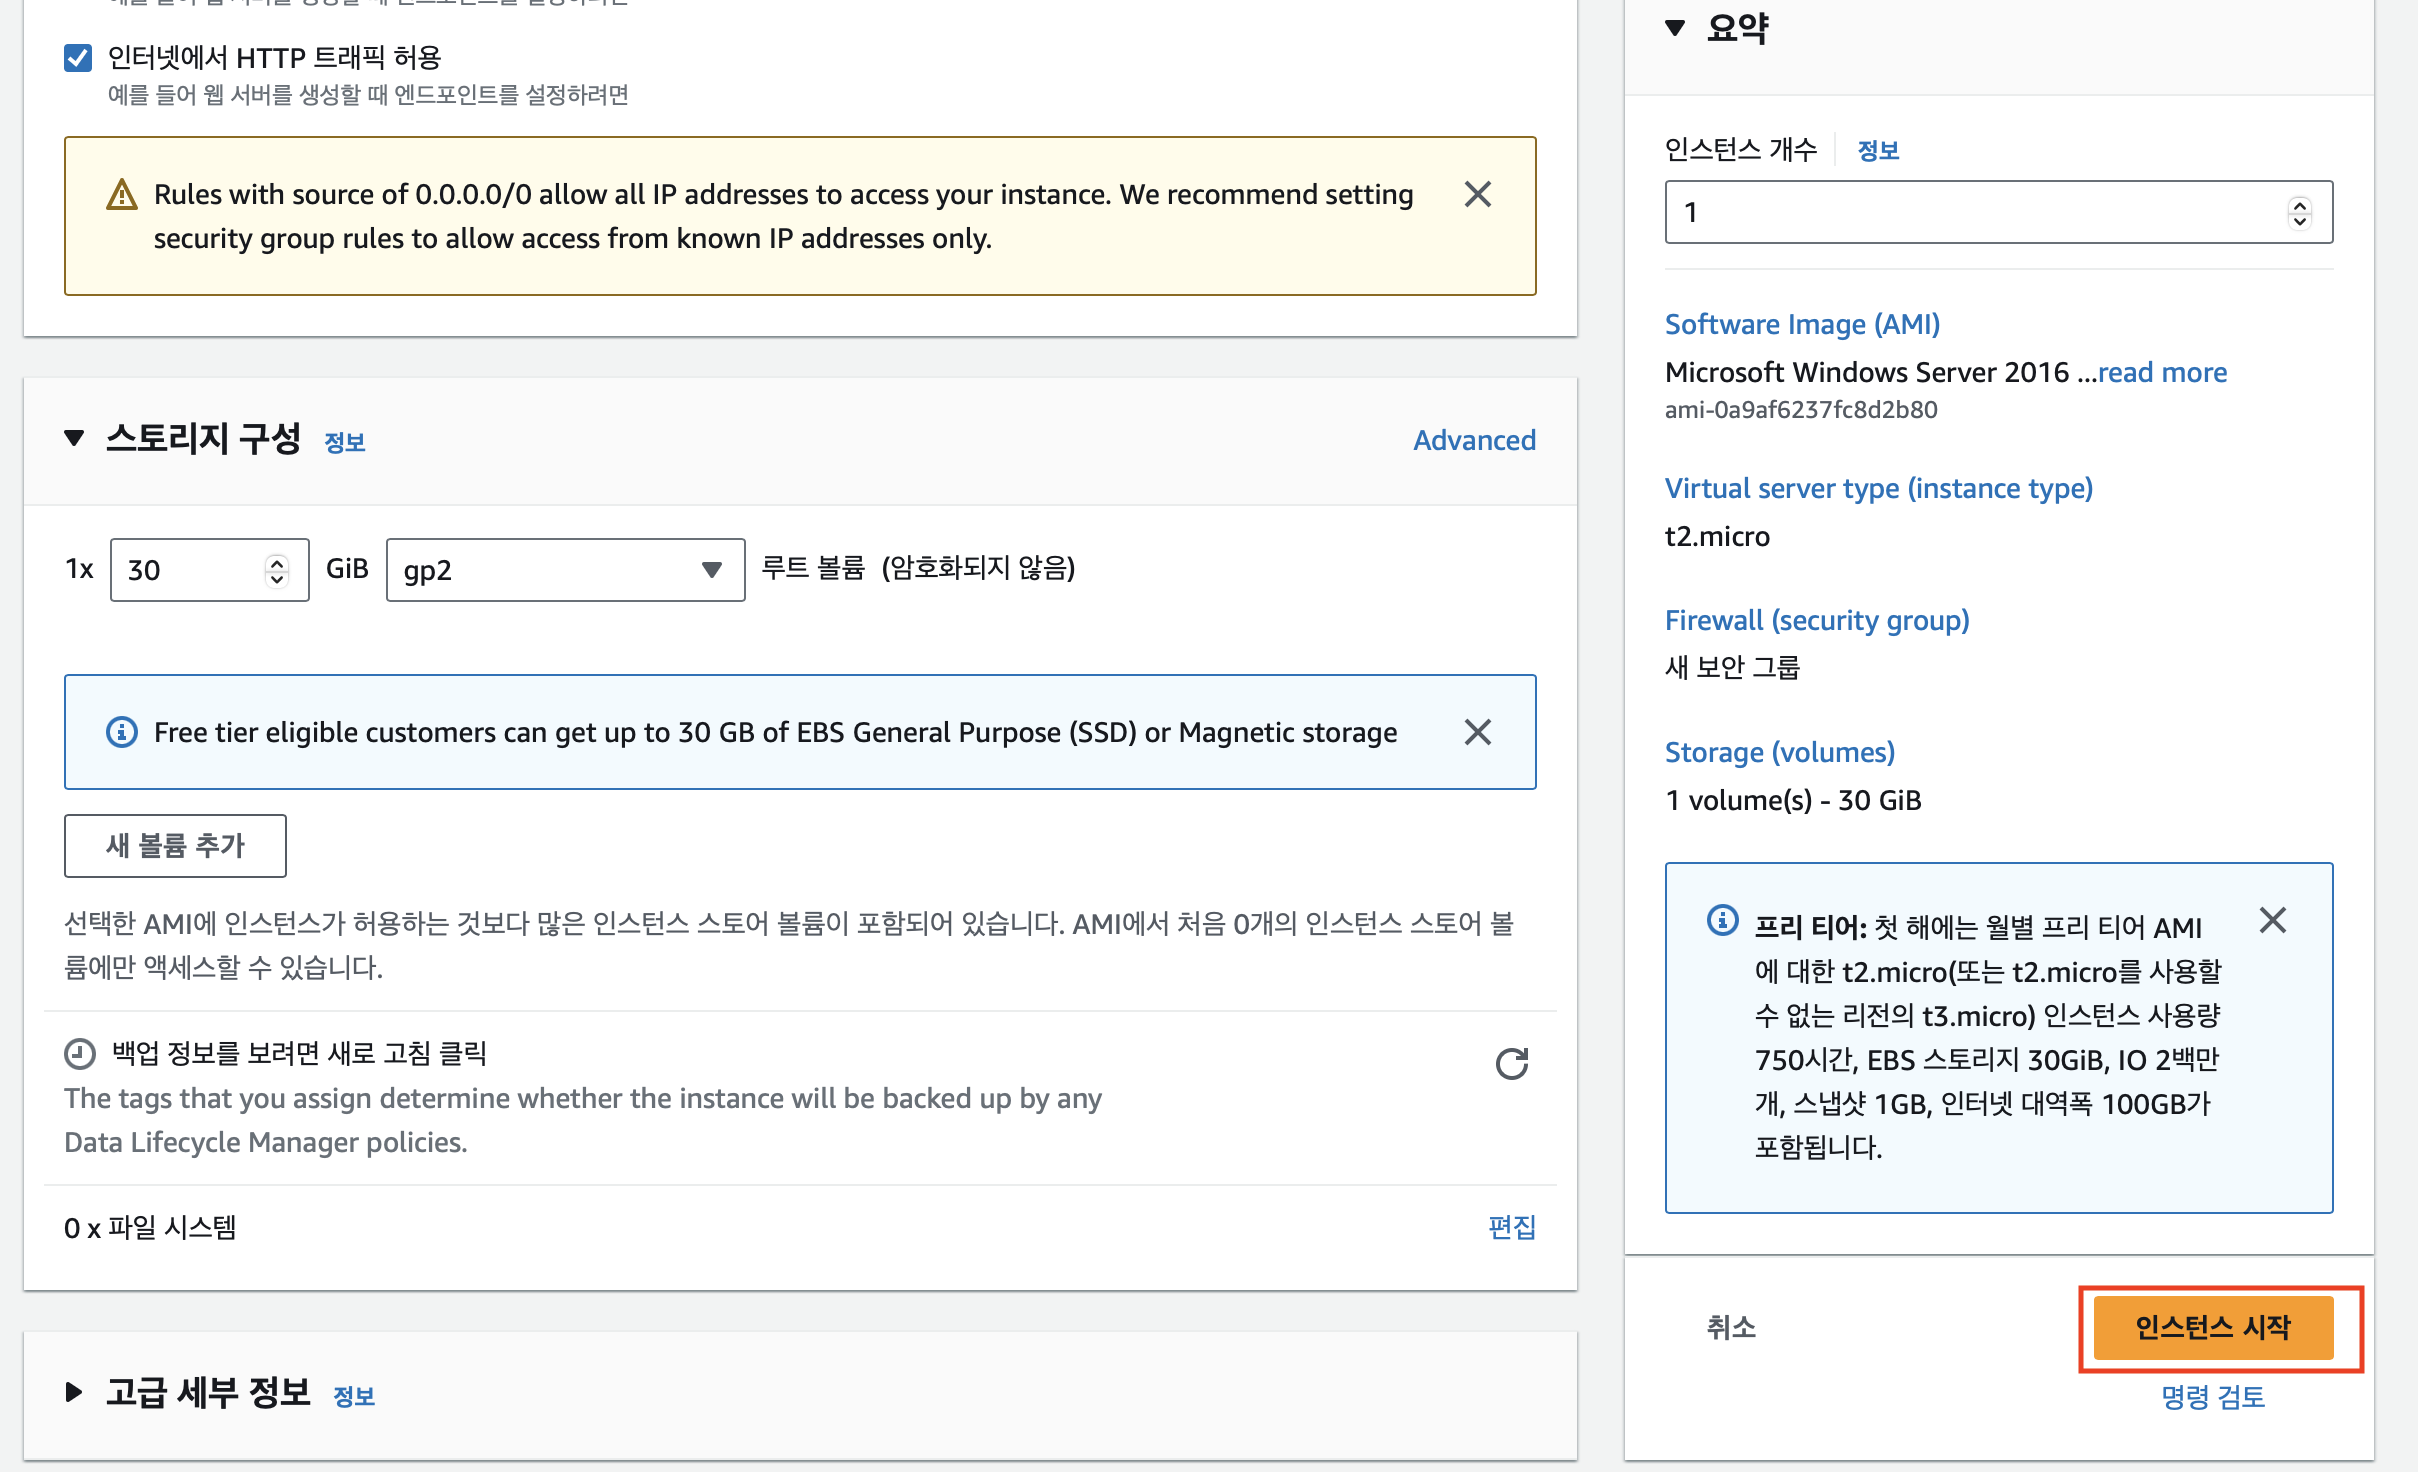 인터넷에서 HTTP 트래픽 허용
예를 들어 웹 서버를 생성할 때 엔드포인트를 설정하려면
Rules with source of 0.0.0.0/0 allow all IP addresses to access your instance. We recommend setting
security group rules to allow access from known IP addresses only.
스토리지 구성 정보
Advanced
1x 30 GiB gp2 루트 볼륨 (암호화되지 않음)
Free tier eligible customers can get up to 30 GB of EBS General Purpose (SSD) or Magnetic storage
새 볼륨 추가
선택한 AMI에 인스턴스가 허용하는 것보다 많은 인스턴스 스토어 볼륨이 포함되어 있습니다. AMI에서 처음 0개의 인스턴스 스토어 볼
륨에만 액세스할 수 있습니다.
백업 정보를 보려면 새로 고침 클릭
The tags that you assign determine whether the instance will be backed up by any
Data Lifecycle Manager policies.
0 x 파일 시스템
편집
고급 세부 정보 정보
요약
인스턴스 개수 정보
1
Software Image (AMI)
Microsoft Windows Server 2016 ...read more
ami-0a9af6237fc8d2b80
Virtual server type (instance type)
t2.micro
Firewall (security group)
새 보안 그룹
Storage (volumes)
1 volume(s) - 30 GiB
프리 티어: 첫 해에는 월별 프리 티어 AMI
에 대한 t2.micro(또는 t2.micro를 사용할
수 없는 리전의 t3.micro) 인스턴스 사용량
750시간, EBS 스토리지 30GiB, IO 2백만
개, 스냅샷 1GB, 인터넷 대역폭 100GB가
포함됩니다.
취소
인스턴스 시작
명령 검토